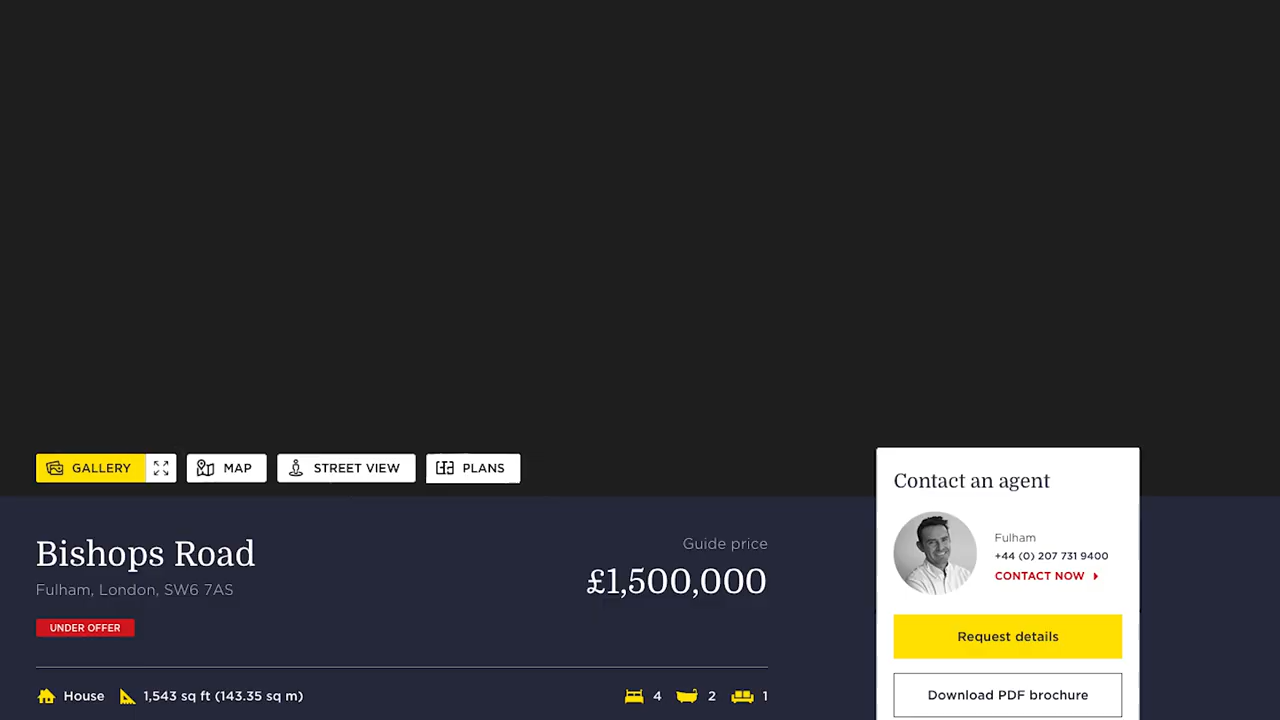 GALLERY
MAP
STREET VIEW
PLANS
Bishops Road
Fulham, London, SW6 7AS
UNDER OFFER
Guide price
£1,500,000
House
1,543 sq ft (143.35 sq m)
4
2
1
Contact an agent
Fulham
+44 (0) 207 731 9400
CONTACT NOW
Request details
Download PDF brochure